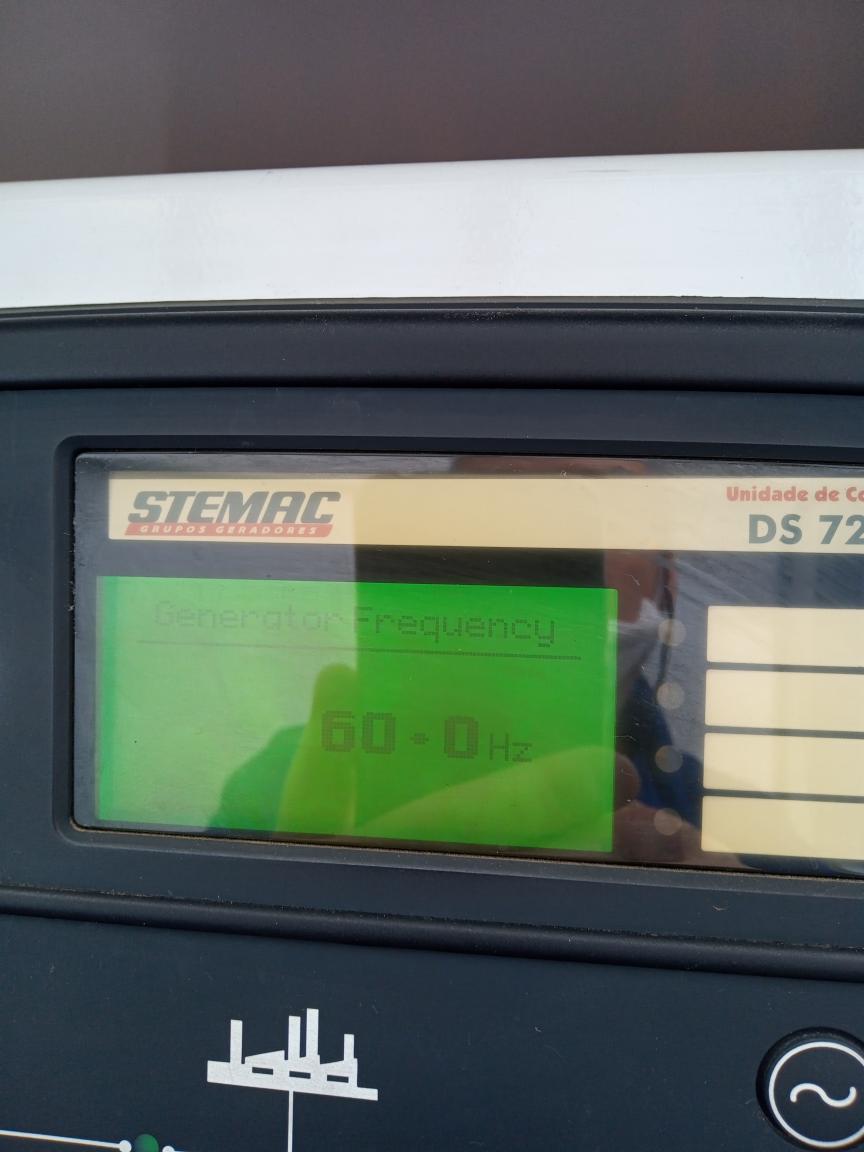 STEMAC
GRUPOS GERADORES
Unidade de Co
DS 72
Generator Frequency
60.0 Hz